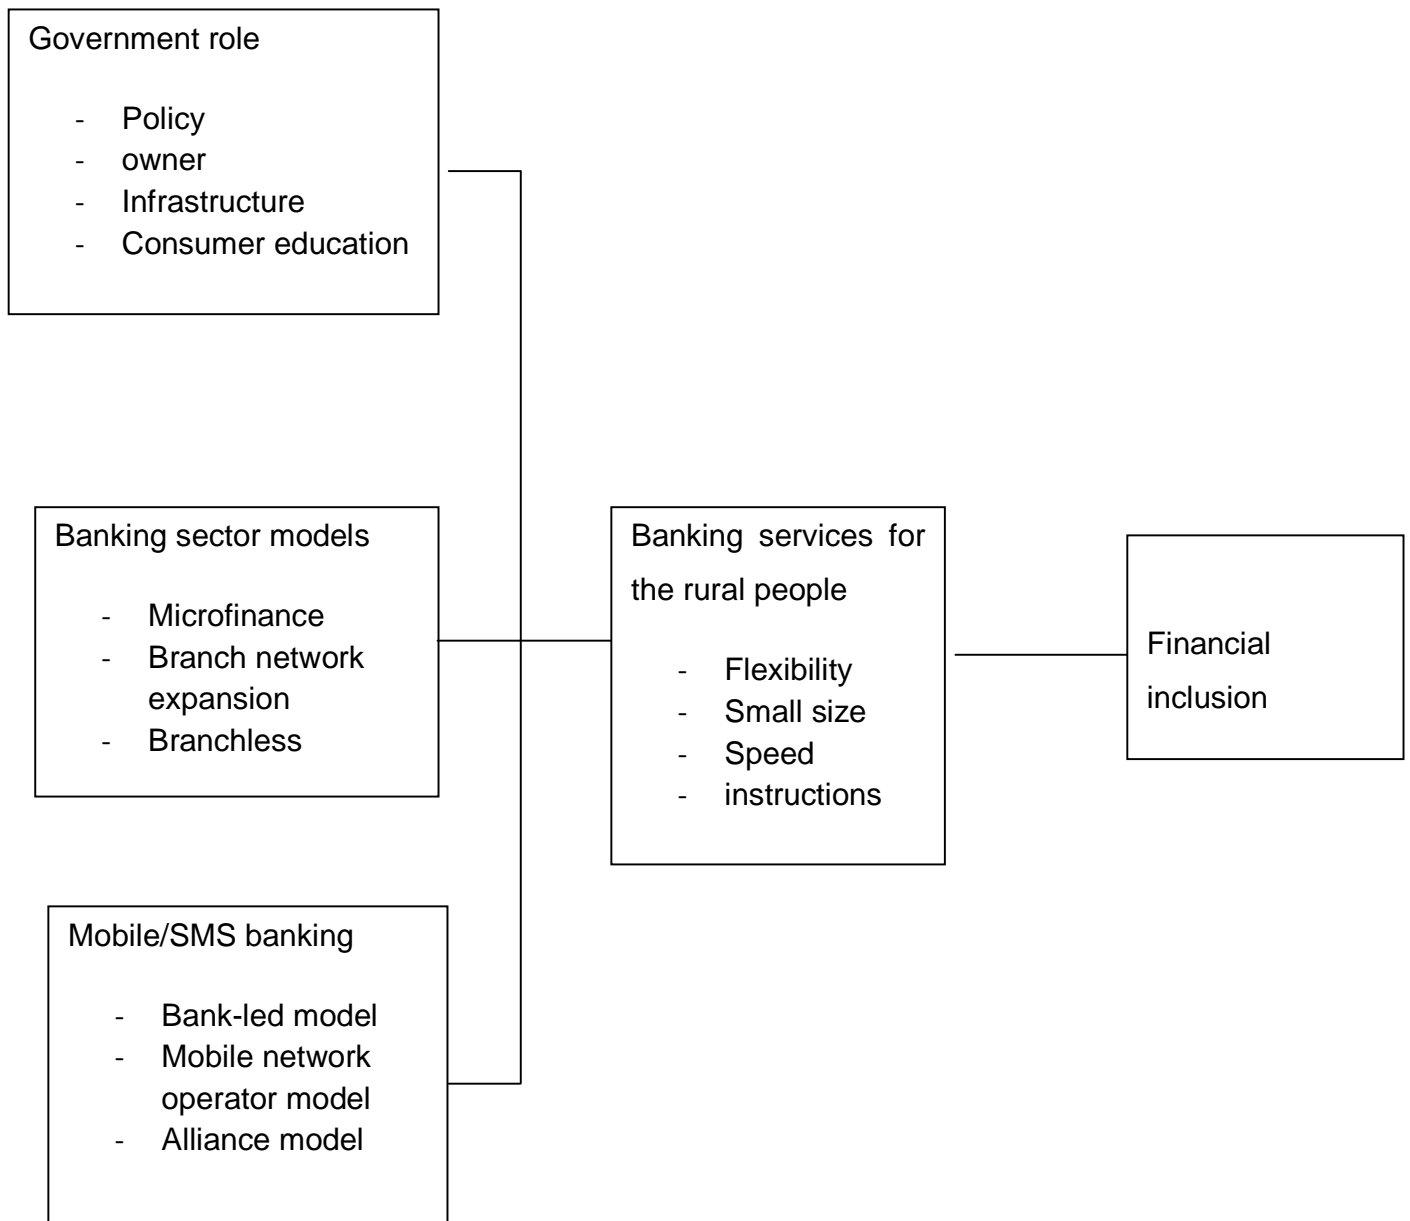 Government role
- Policy
- owner
- Infrastructure
- Consumer education
Banking sector models
- Microfinance
- Branch network
expansion
- Branchless
Mobile/SMS banking
- Bank-led model
- Mobile network
operator model
- Alliance model
Banking services for
the rural people
- Flexibility
- Small size
- Speed
- instructions
Financial
inclusion